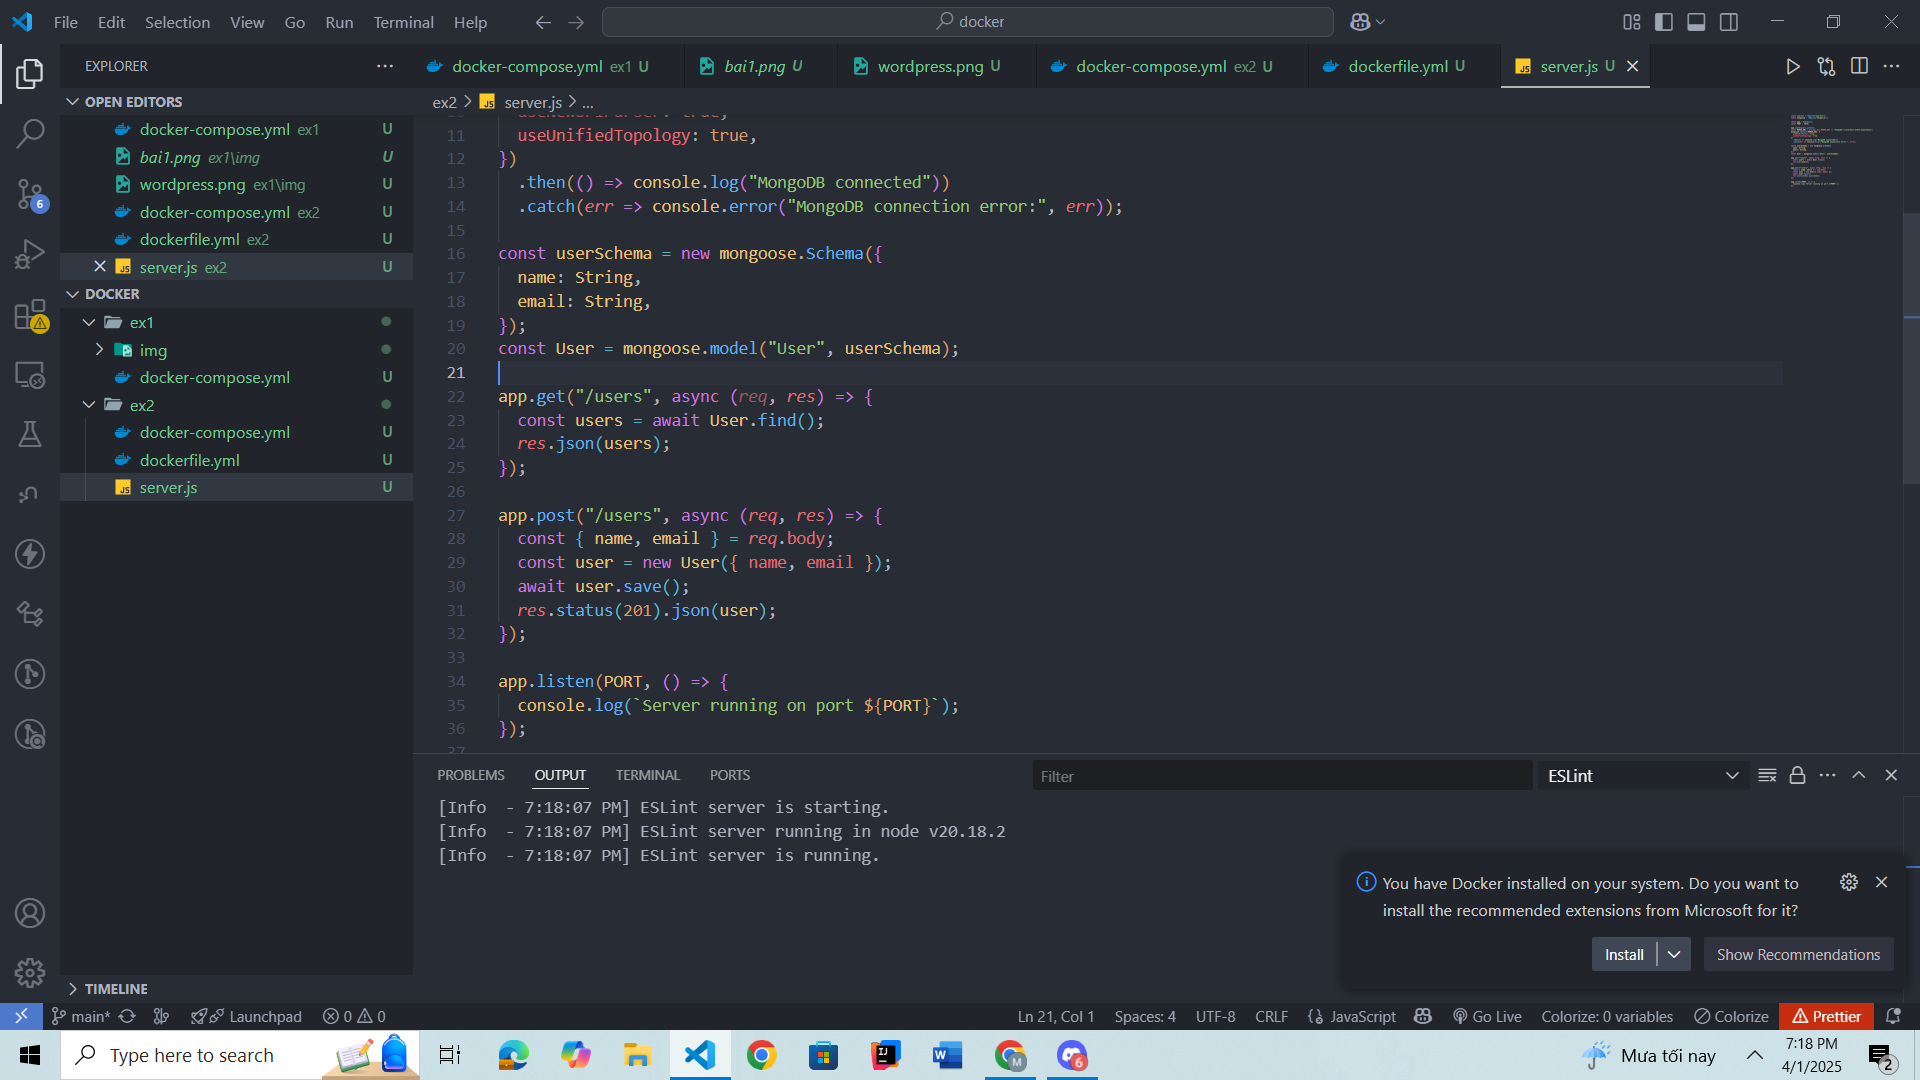 File Edit Selection View Go Run Terminal Help
docker
EXPLORER
OPEN EDITORS
docker-compose.yml ex1 U
bai1.png ex1\img U
wordpress.png ex1\img U
docker-compose.yml ex2 U
dockerfile.yml ex2 U
server.js ex2 U
DOCKER
ex1
img
docker-compose.yml U
ex2
docker-compose.yml U
dockerfile.yml U
server.js U
TIMELINE
docker-compose.yml ex1 U
bai1.png U
wordpress.png U
docker-compose.yml ex2 U
dockerfile.yml U
server.js U
ex2 > server.js > ...
11 useUnifiedTopology: true,
12 })
13 .then(() => console.log("MongoDB connected"))
14 .catch(err => console.error("MongoDB connection error:", err));
15
16 const userSchema = new mongoose.Schema({
17 name: String,
18 email: String,
19 });
20 const User = mongoose.model("User", userSchema);
21
22 app.get("/users", async (req, res) => {
23 const users = await User.find();
24 res.json(users);
25 });
26
27 app.post("/users", async (req, res) => {
28 const { name, email } = req.body;
29 const user = new User({ name, email });
30 await user.save();
31 res.status(201).json(user);
32 });
33
34 app.listen(PORT, () => {
35 console.log(`Server running on port ${PORT}`);
36 });
37
PROBLEMS OUTPUT TERMINAL PORTS
Filter
ESLint
[Info - 7:18:07 PM] ESLint server is starting.
[Info - 7:18:07 PM] ESLint server running in node v20.18.2
[Info - 7:18:07 PM] ESLint server is running.
You have Docker installed on your system. Do you want to
install the recommended extensions from Microsoft for it?
Install
Show Recommendations
6
main* Launchpad 0 0
Ln 21, Col 1 Spaces: 4 UTF-8 CRLF JavaScript Go Live Colorize: 0 variables Colorize Prettier
Type here to search
M
6
Mưa tối nay
7:18 PM
4/1/2025
2